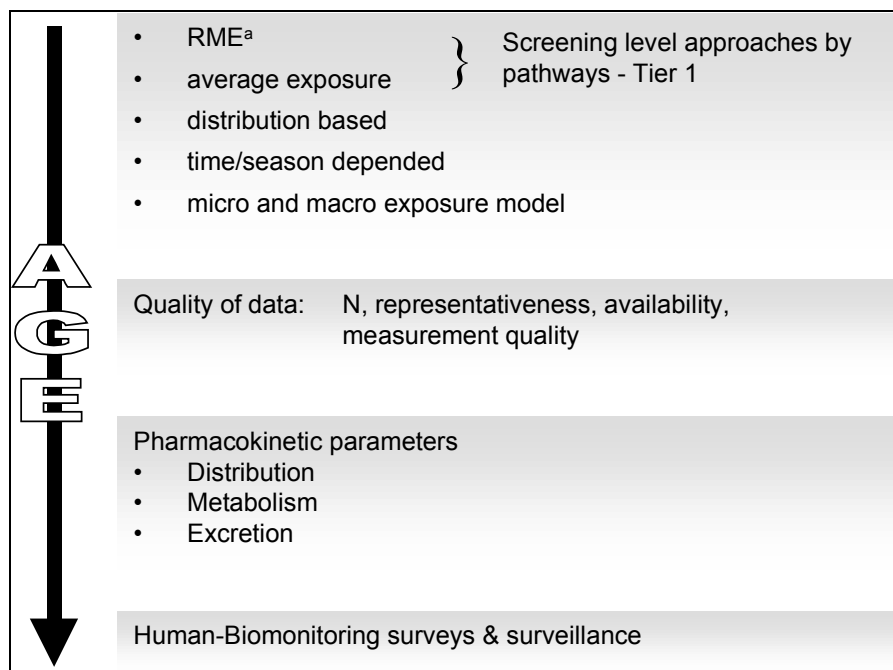 • RMEᵃ
• average exposure
} Screening level approaches by
pathways - Tier 1
• distribution based
• time/season depended
• micro and macro exposure model
AGE
Quality of data: N, representativeness, availability,
measurement quality
Pharmacokinetic parameters
• Distribution
• Metabolism
• Excretion
Human-Biomonitoring surveys & surveillance